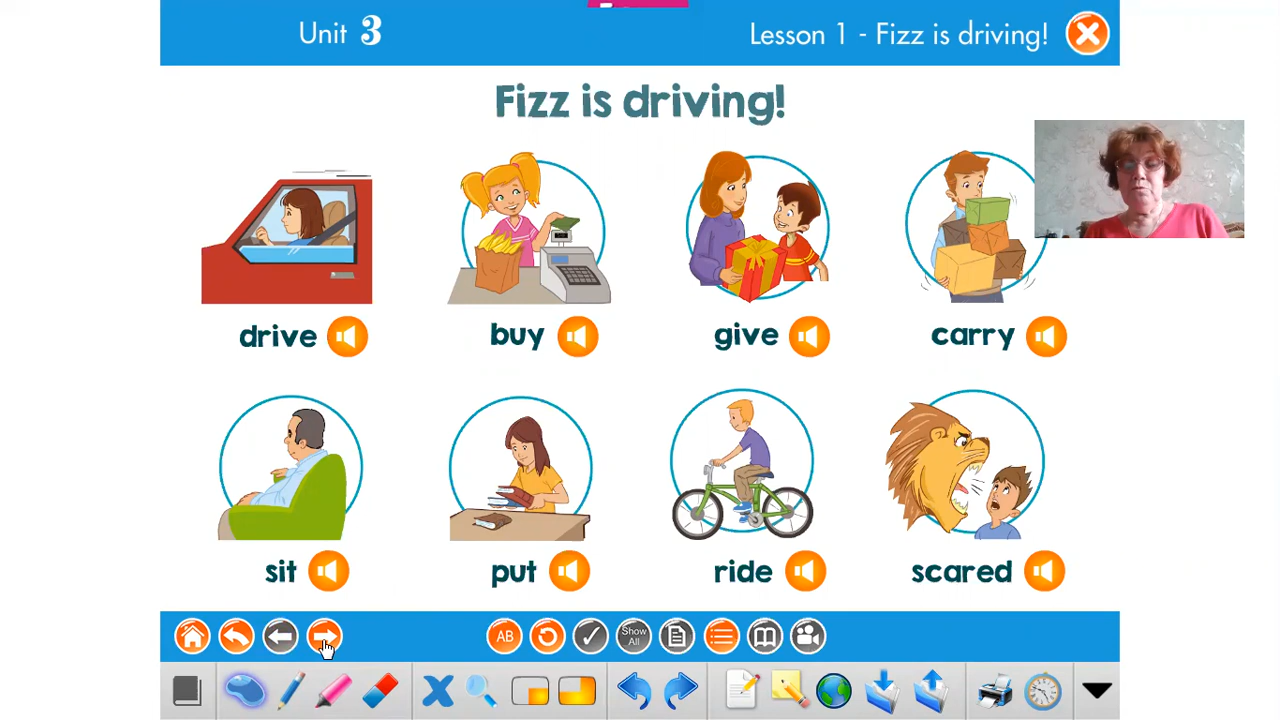 Unit 3
Lesson 1 - Fizz is driving!
Fizz is driving!
drive buy give carry
sit put ride scared
AB Show All